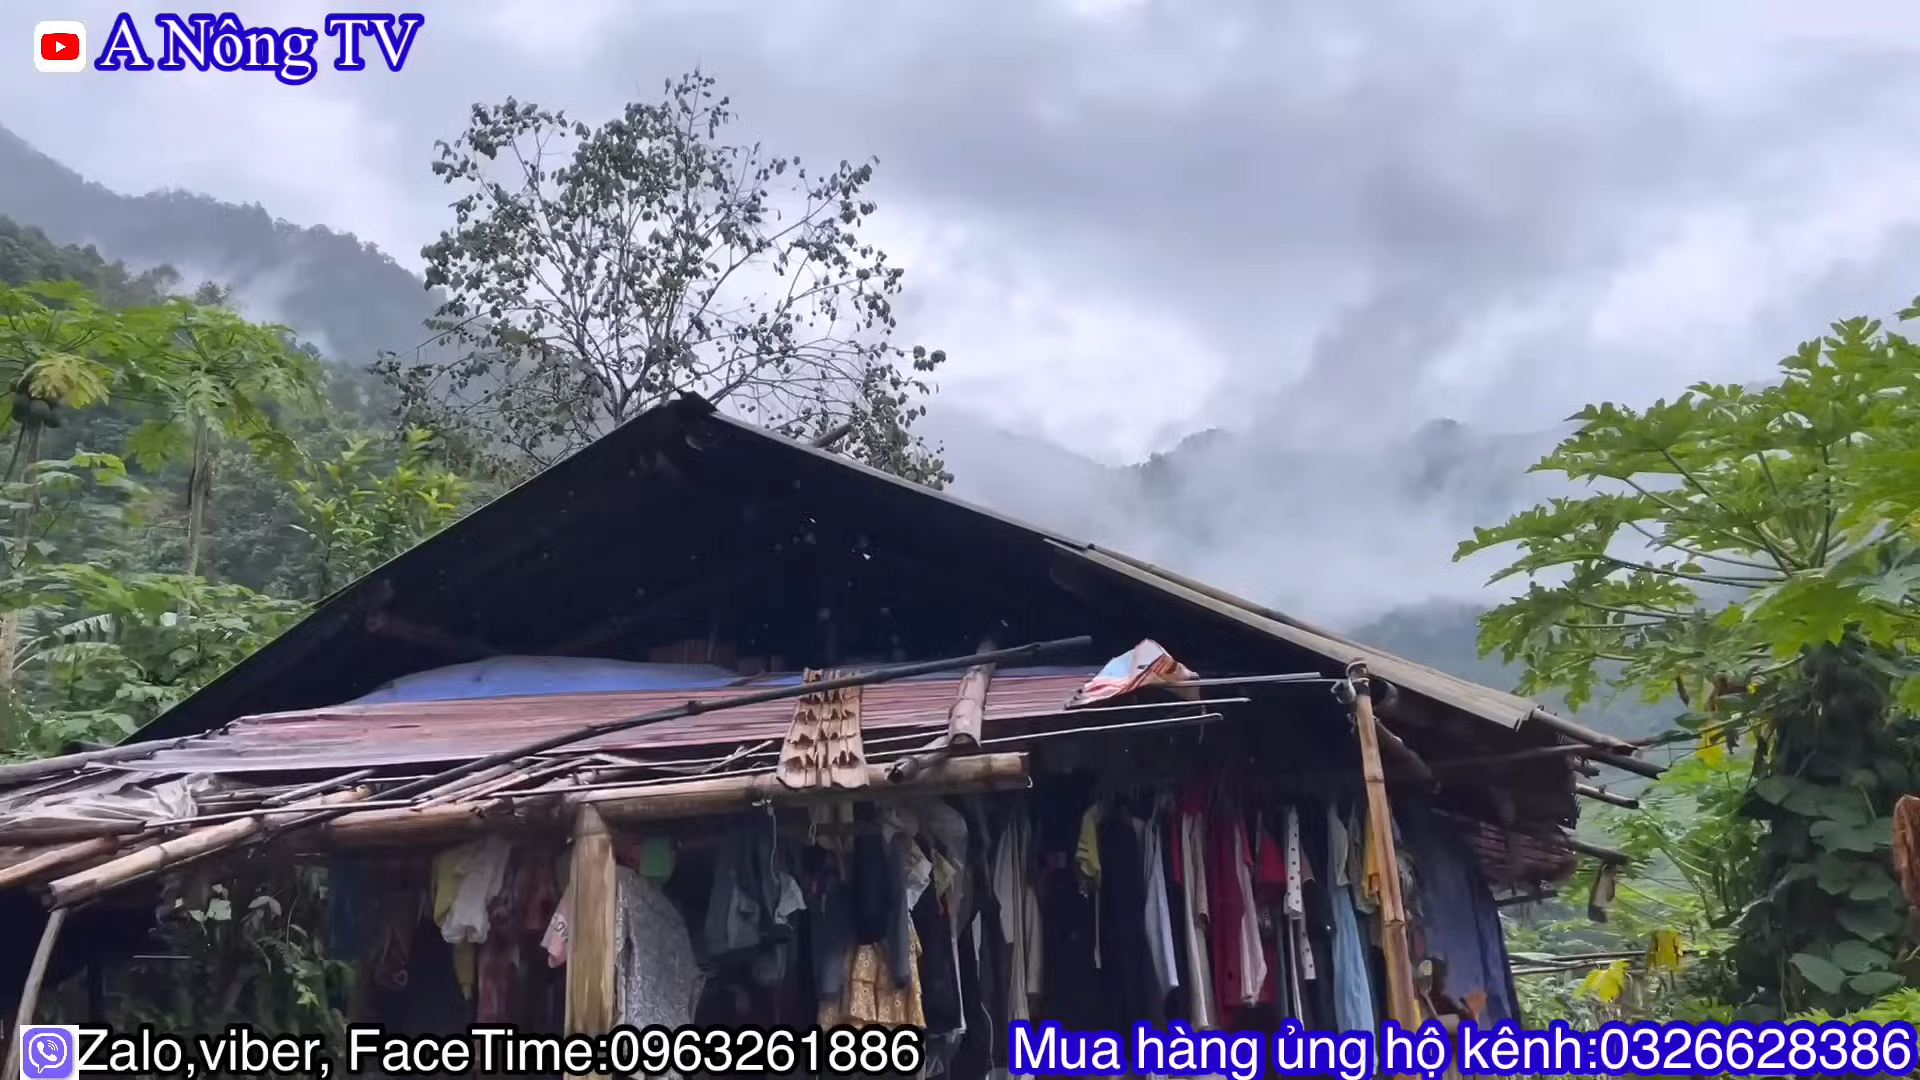 A Nông TV
Zalo,viber, FaceTime:0963261886
Mua hàng ủng hộ kênh:0326628386